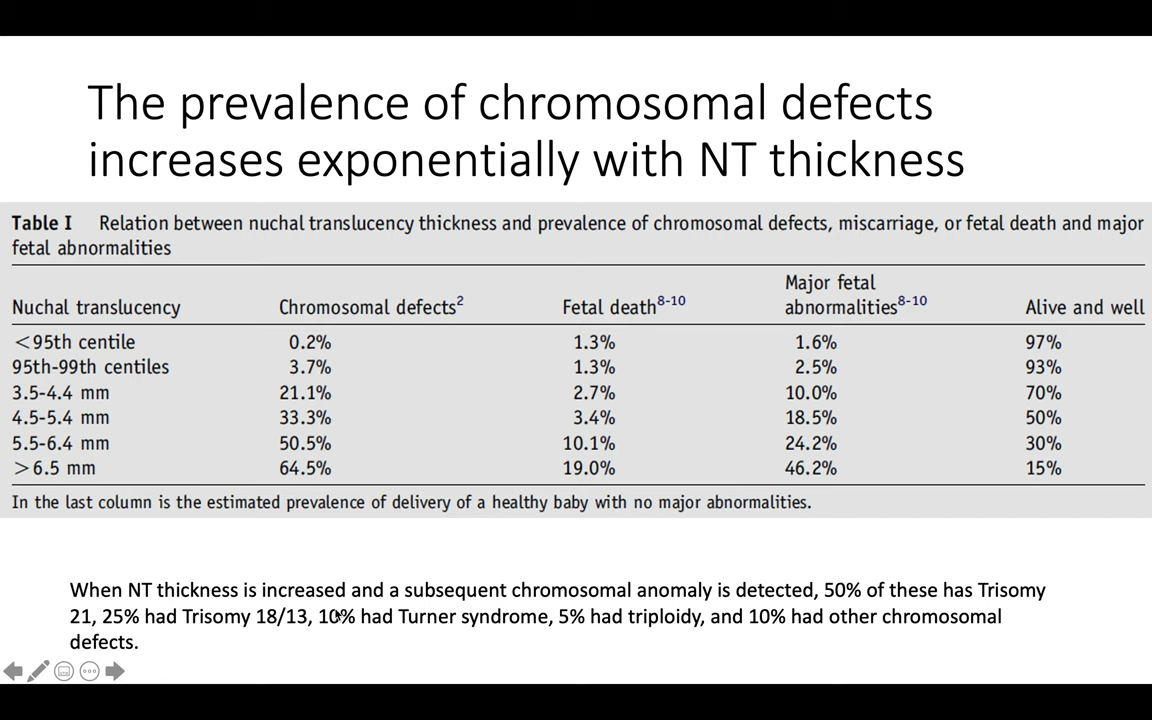 The prevalence of chromosomal defects
increases exponentially with NT thickness
Table I Relation between nuchal translucency thickness and prevalence of chromosomal defects, miscarriage, or fetal death and major
fetal abnormalities
Nuchal translucency Chromosomal defects2 Fetal death8-10 Major fetal abnormalities8-10 Alive and well
<95th centile 0.2% 1.3% 1.6% 97%
95th-99th centiles 3.7% 1.3% 2.5% 93%
3.5-4.4 mm 21.1% 2.7% 10.0% 70%
4.5-5.4 mm 33.3% 3.4% 18.5% 50%
5.5-6.4 mm 50.5% 10.1% 24.2% 30%
>6.5 mm 64.5% 19.0% 46.2% 15%
In the last column is the estimated prevalence of delivery of a healthy baby with no major abnormalities.
When NT thickness is increased and a subsequent chromosomal anomaly is detected, 50% of these has Trisomy
21, 25% had Trisomy 18/13, 10% had Turner syndrome, 5% had triploidy, and 10% had other chromosomal
defects.